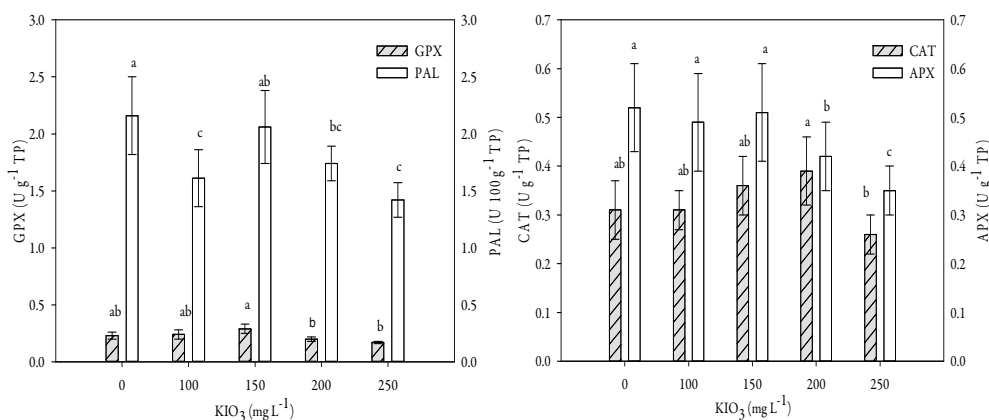 GPX
PAL
GPX (U g-1 TP)
3.0
2.5
2.0
1.5
1.0
0.5
0.0
a
c
ab
bc
c
ab
ab
a
b
b
3.0
2.5
2.0
1.5
1.0
0.5
0.0
PAL (U 100 g-1 TP)
0 100 150 200 250
KIO3 (mg L-1)
CAT
APX
CAT (U g-1 TP)
0.7
0.6
0.5
0.4
0.3
0.2
0.1
0.0
a
a
a
b
c
ab
ab
ab
a
b
0.7
0.6
0.5
0.4
0.3
0.2
0.1
0.0
APX (U g-1 TP)
0 100 150 200 250
KIO3 (mg L-1)